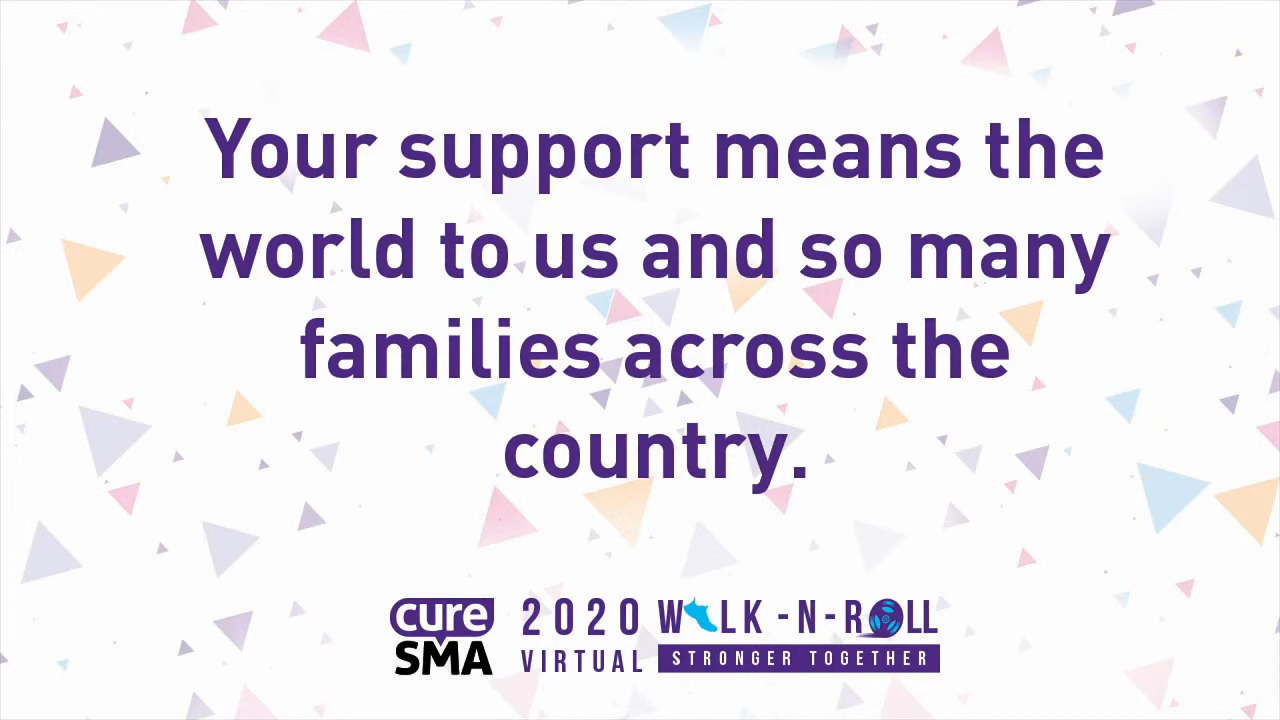 Your support means the
world to us and so many
families across the
country.
cure
SMA
2020 WALK-N-ROLL
VIRTUAL STRONGER TOGETHER